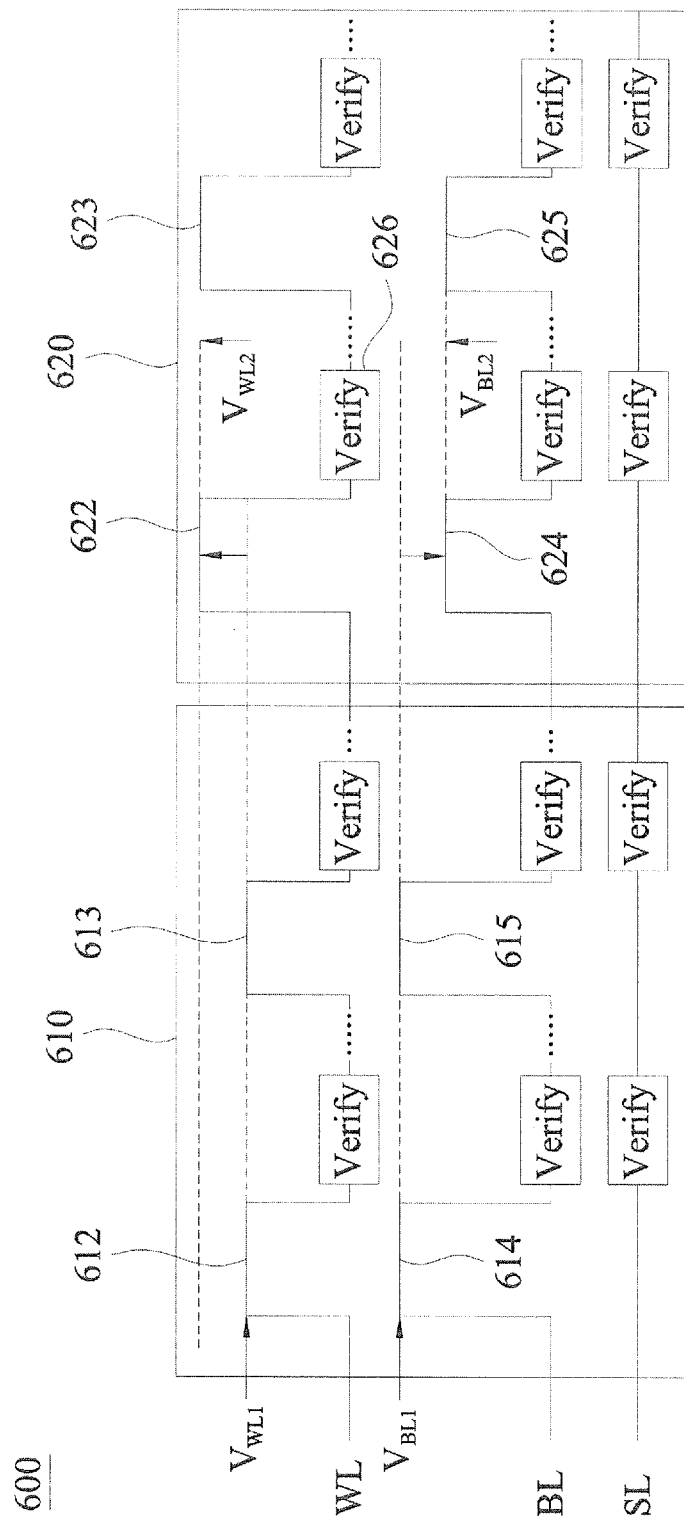 600
610
620
612
613
622
623
V_WL1
V_WL2
WL
Verify
.....
Verify
...
Verify
.....
Verify
....
626
V_BL1
V_BL2
614
615
624
625
BL
Verify
.....
Verify
...
Verify
.....
Verify
....
SL
Verify
Verify
Verify
Verify